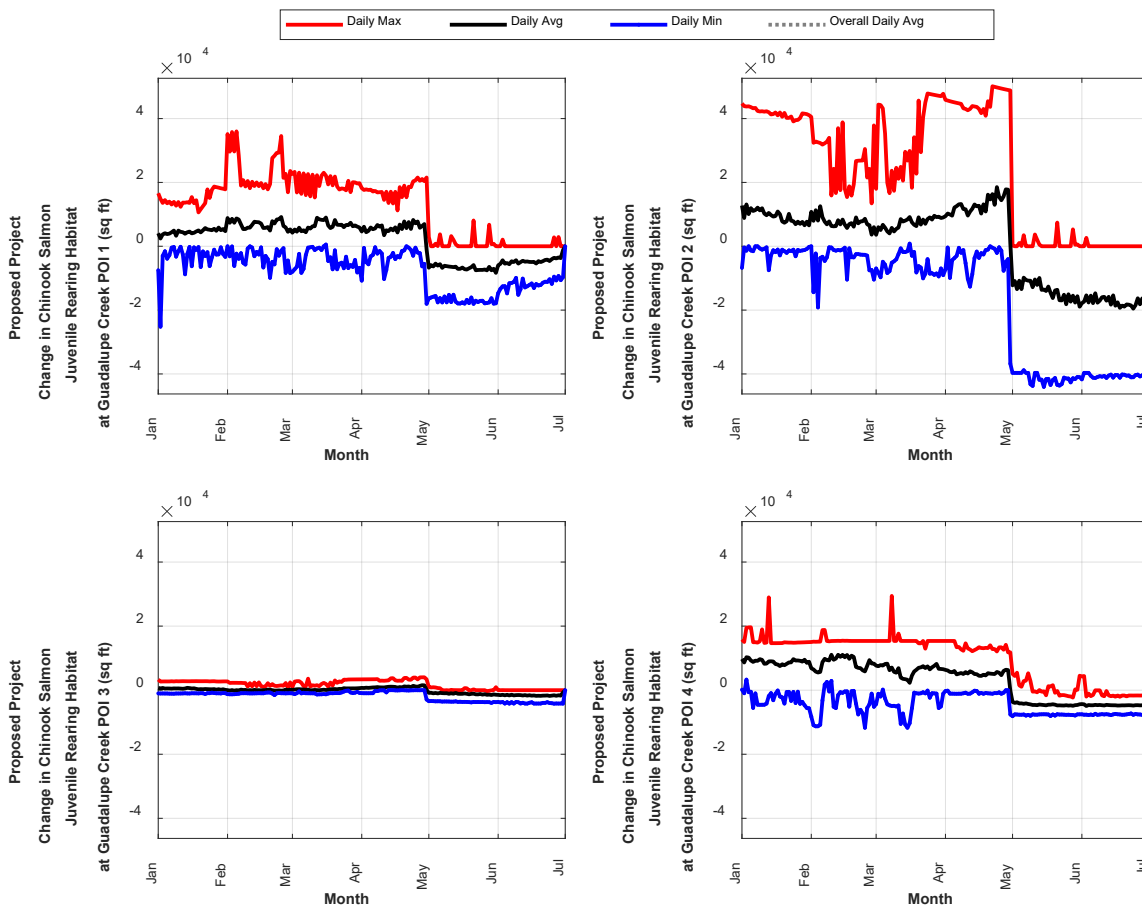 Daily Max Daily Avg Daily Min Overall Daily Avg
× 10 4
4
2
0
-2
-4
Jan Feb Mar Apr May Jun Jul
Month
Proposed Project
Change in Chinook Salmon
Juvenile Rearing Habitat
at Guadalupe Creek POI 1 (sq ft)
× 10 4
4
2
0
-2
-4
Jan Feb Mar Apr May Jun Jul
Month
Proposed Project
Change in Chinook Salmon
Juvenile Rearing Habitat
at Guadalupe Creek POI 2 (sq ft)
× 10 4
4
2
0
-2
-4
Jan Feb Mar Apr May Jun Jul
Month
Proposed Project
Change in Chinook Salmon
Juvenile Rearing Habitat
at Guadalupe Creek POI 3 (sq ft)
× 10 4
4
2
0
-2
-4
Jan Feb Mar Apr May Jun Jul
Month
Proposed Project
Change in Chinook Salmon
Juvenile Rearing Habitat
at Guadalupe Creek POI 4 (sq ft)